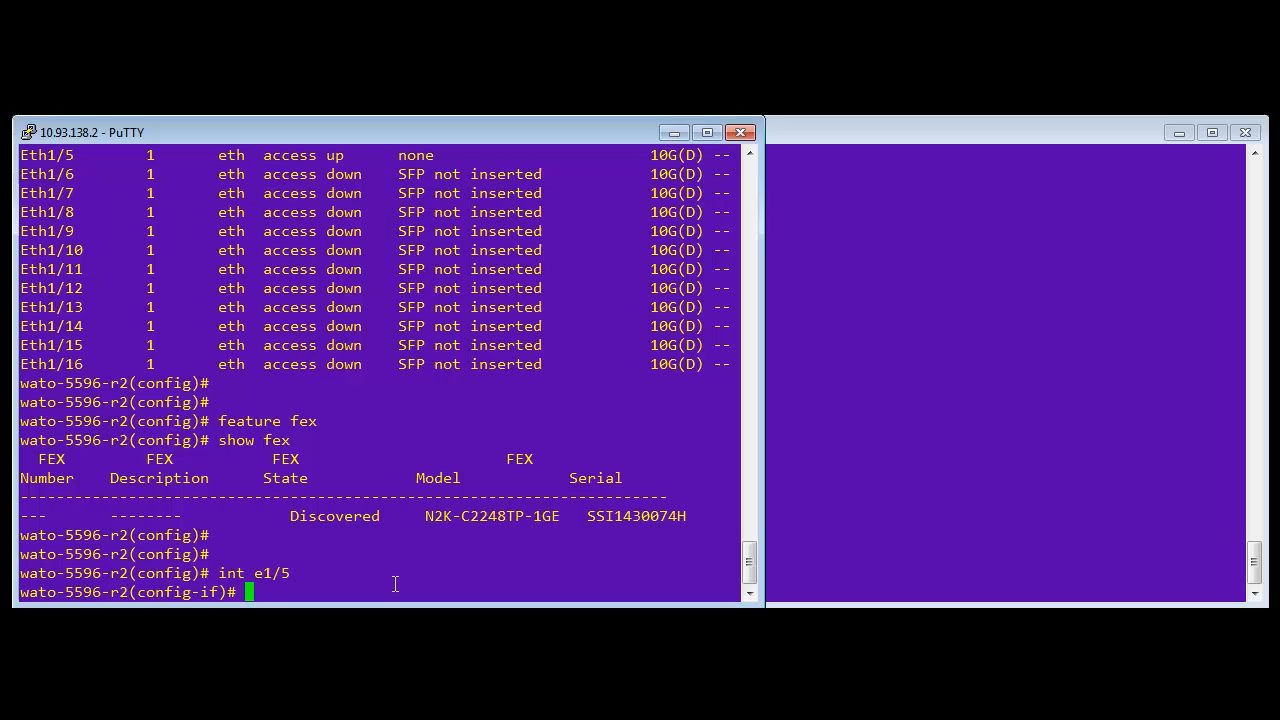 10.93.138.2 - PuTTY
Eth1/5 1 eth access up none 10G(D) --
Eth1/6 1 eth access down SFP not inserted 10G(D) --
Eth1/7 1 eth access down SFP not inserted 10G(D) --
Eth1/8 1 eth access down SFP not inserted 10G(D) --
Eth1/9 1 eth access down SFP not inserted 10G(D) --
Eth1/10 1 eth access down SFP not inserted 10G(D) --
Eth1/11 1 eth access down SFP not inserted 10G(D) --
Eth1/12 1 eth access down SFP not inserted 10G(D) --
Eth1/13 1 eth access down SFP not inserted 10G(D) --
Eth1/14 1 eth access down SFP not inserted 10G(D) --
Eth1/15 1 eth access down SFP not inserted 10G(D) --
Eth1/16 1 eth access down SFP not inserted 10G(D) --
wato-5596-r2(config)#
wato-5596-r2(config)#
wato-5596-r2(config)# feature fex
wato-5596-r2(config)# show fex
FEX FEX FEX FEX
Number Description State Model Serial
------------------------------------------------------------------------
--- -------- Discovered N2K-C2248TP-1GE SSI1430074H
wato-5596-r2(config)#
wato-5596-r2(config)#
wato-5596-r2(config)# int e1/5
wato-5596-r2(config-if)#